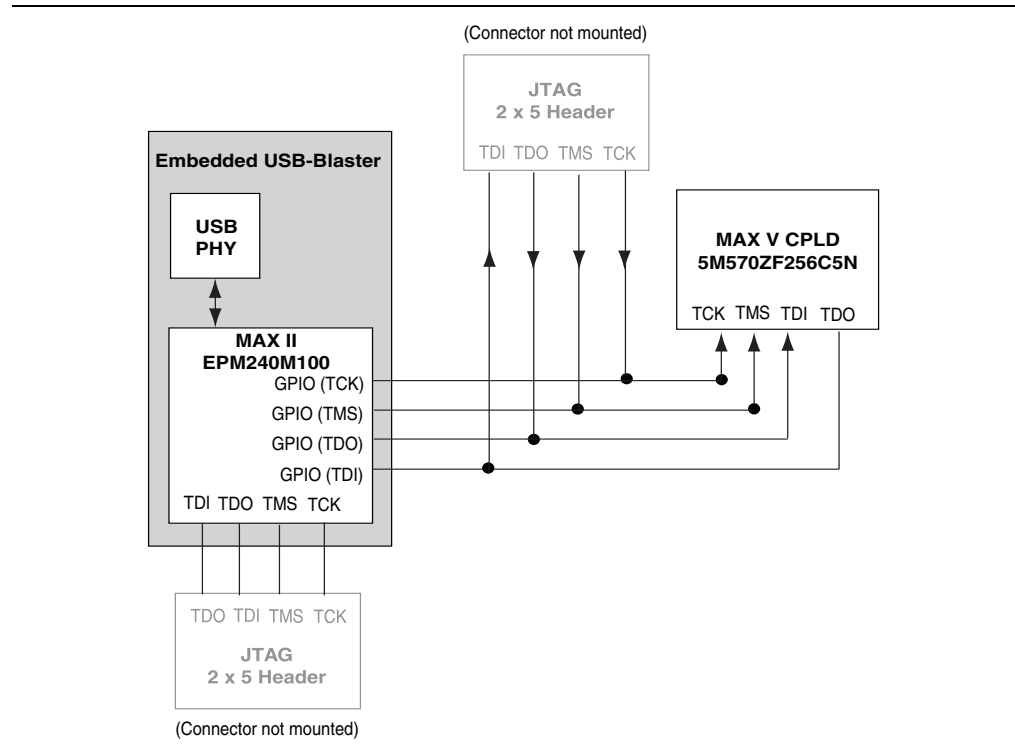 (Connector not mounted)
JTAG
2 x 5 Header
TDI TDO TMS TCK
Embedded USB-Blaster
USB
PHY
MAX V CPLD
5M570ZF256C5N
TCK TMS TDI TDO
MAX II
EPM240M100
GPIO (TCK)
GPIO (TMS)
GPIO (TDO)
GPIO (TDI)
TDI TDO TMS TCK
TDO TDI TMS TCK
JTAG
2 x 5 Header
(Connector not mounted)